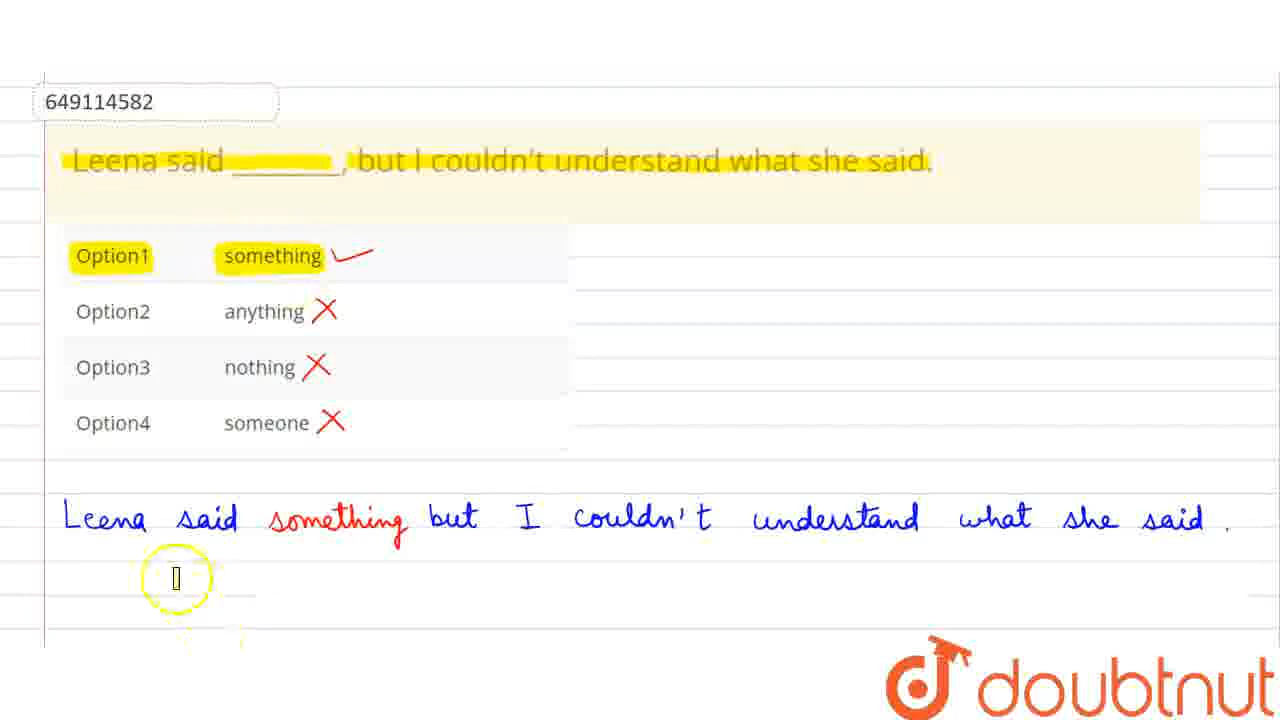 649114582
Leena said ________, but I couldn't understand what she said.
Option1 something
Option2 anything
Option3 nothing
Option4 someone
Leena said something but I couldn't understand what she said.
doubtnut